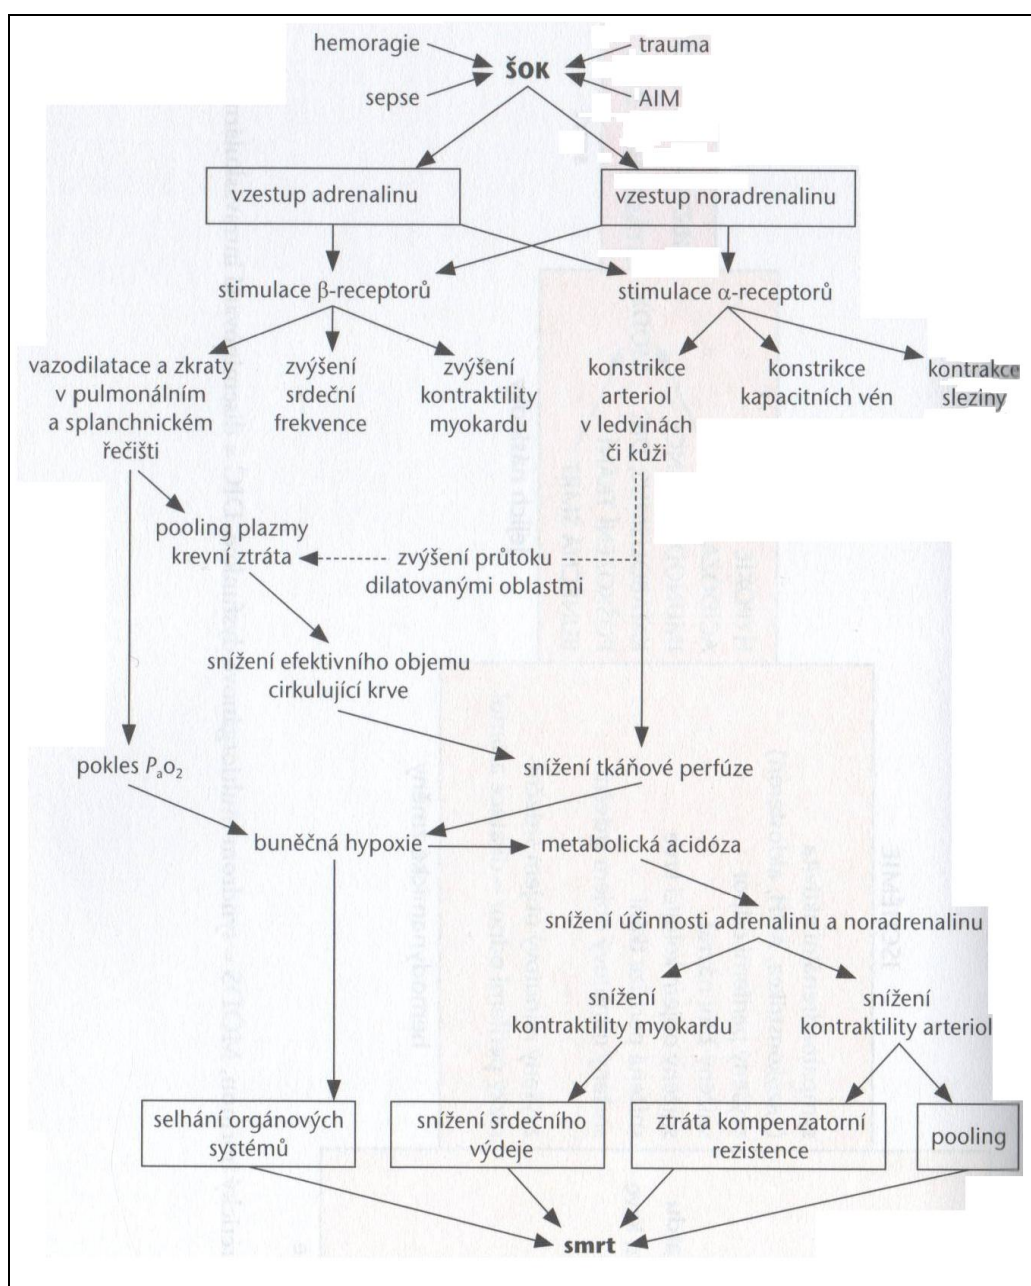 hemoragie
trauma
ŠOK
sepse
AIM
vzestup adrenalinu
vzestup noradrenalinu
stimulace β-receptorů
stimulace α-receptorů
vazodilatace a zkraty
v pulmonálním
a splanchnickém
řečišti
zvýšení
srdeční
frekvence
zvýšení
kontraktility
myokardu
konstrikce
arteriol
v ledvinách
či kůži
konstrikce
kapacitních vén
kontrakce
sleziny
pooling plazmy
krevní ztráta
zvýšení průtoku
dilatovanými oblastmi
snížení efektivního objemu
cirkulující krve
pokles PaO2
snížení tkáňové perfúze
buněčná hypoxie
metabolická acidóza
snížení účinnosti adrenalinu a noradrenalinu
snížení
kontraktility myokardu
snížení
kontraktility arteriol
selhání orgánových
systémů
snížení srdečního
výdeje
ztráta kompenzatorní
rezistence
pooling
smrt